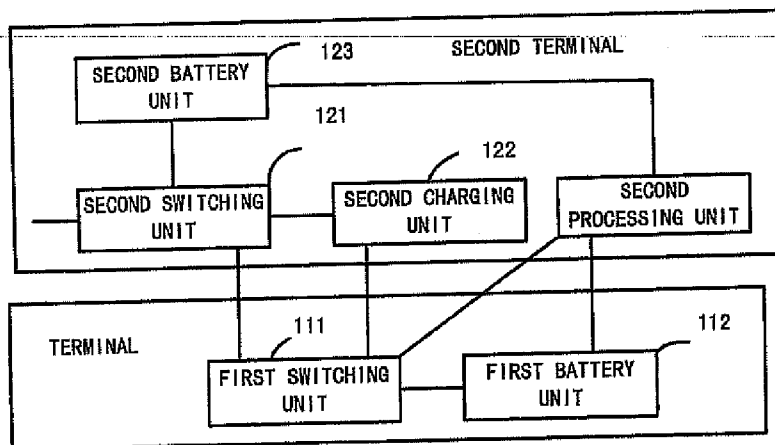 123
SECOND TERMINAL
SECOND BATTERY
UNIT
121
122
SECOND SWITCHING
UNIT
SECOND CHARGING
UNIT
SECOND
PROCESSING UNIT
111
112
TERMINAL
FIRST SWITCHING
UNIT
FIRST BATTERY
UNIT